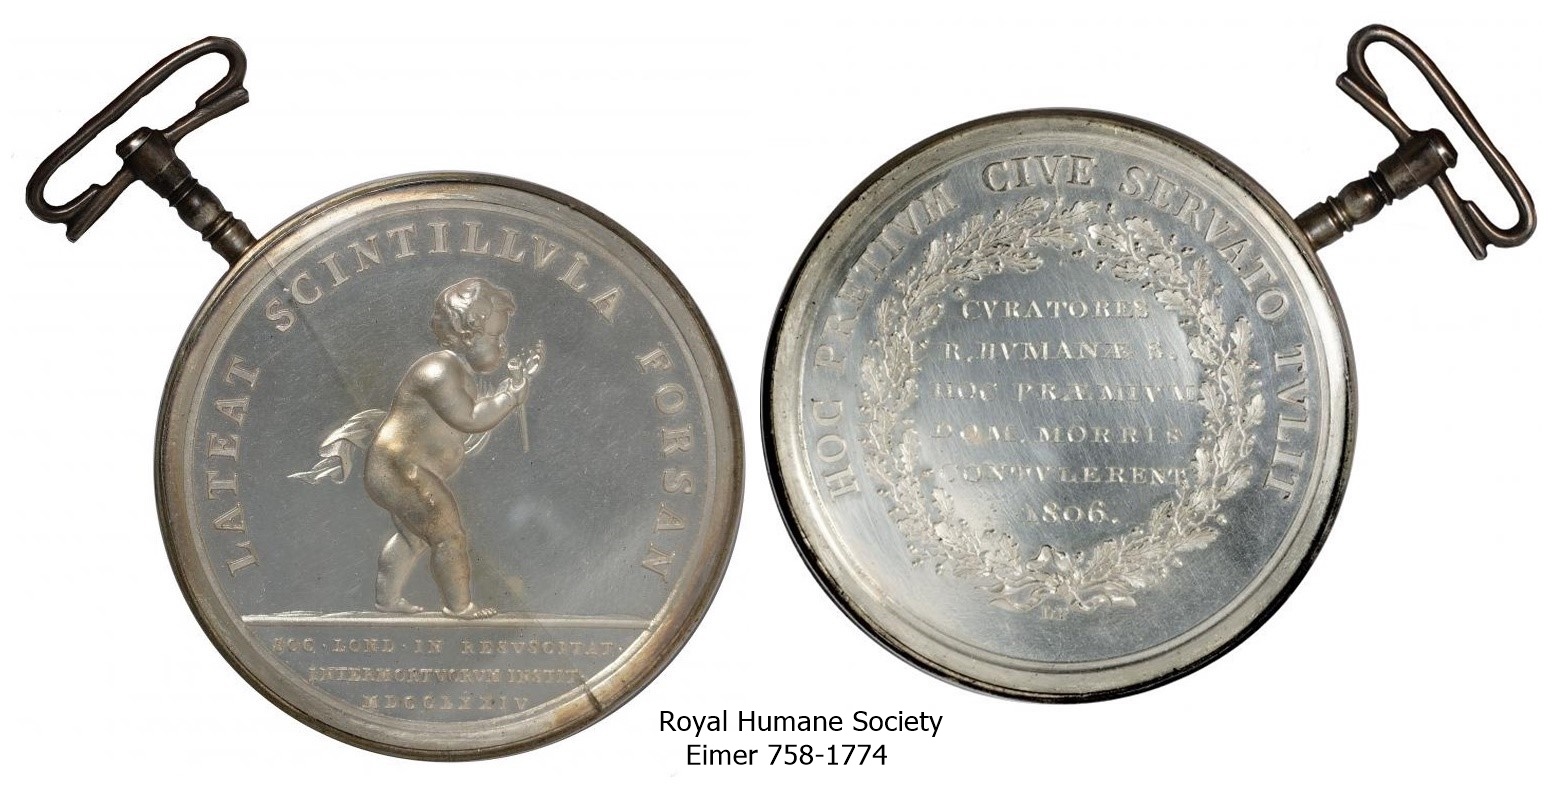 LATEAT SCINTILLVLA FORSAN
SOC · LOND · IN RESVSCITAT ·
INTERMORTVORVM INSTIT ·
MDCCLXXIV
HOC PRETIVM CIVE SERVATO TVLIT
CVRATORES
R. HVMANÆ S.
HOC PRÆMIVM
DOM. MORRIS
CONTVLERENT
1806.
Royal Humane Society
Eimer 758-1774